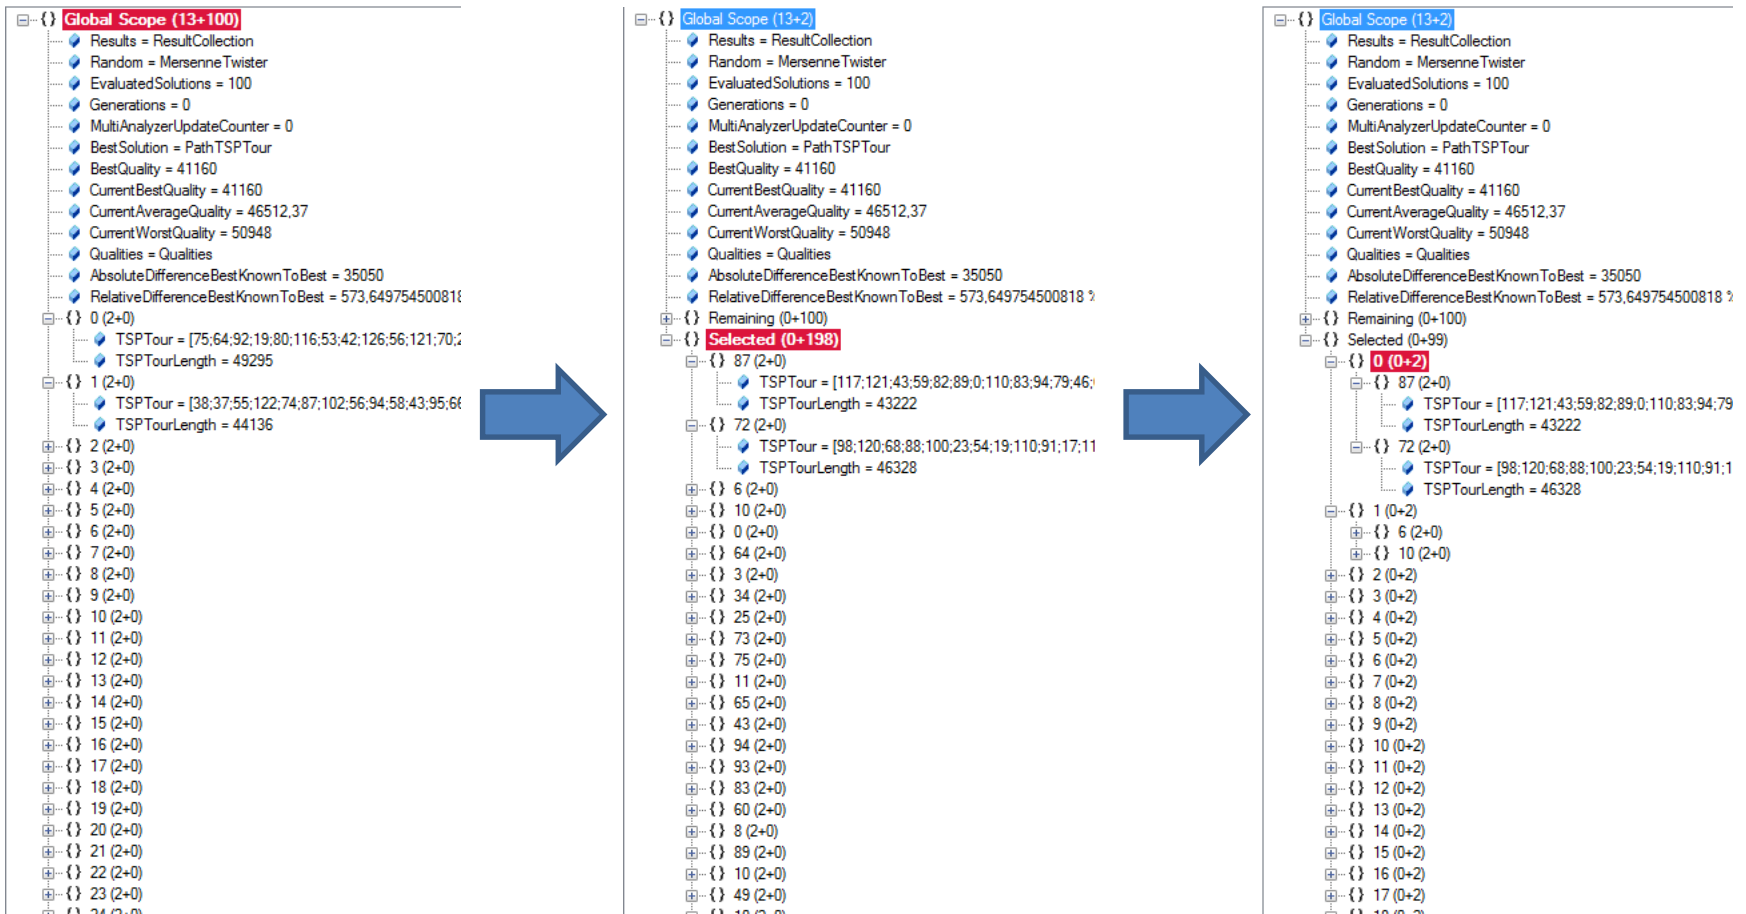 Global Scope (13+100)
Results = ResultCollection
Random = MersenneTwister
EvaluatedSolutions = 100
Generations = 0
MultiAnalyzerUpdateCounter = 0
BestSolution = PathTSPTour
BestQuality = 41160
CurrentBestQuality = 41160
CurrentAverageQuality = 46512,37
CurrentWorstQuality = 50948
Qualities = Qualities
AbsoluteDifferenceBestKnownToBest = 35050
RelativeDifferenceBestKnownToBest = 573,649754500818
{} 0 (2+0)
TSPTour = [75;64;92;19;80;116;53;42;126;56;121;70;2
TSPTourLength = 49295
{} 1 (2+0)
TSPTour = [38;37;55;122;74;87;102;56;94;58;43;95;66
TSPTourLength = 44136
{} 2 (2+0)
{} 3 (2+0)
{} 4 (2+0)
{} 5 (2+0)
{} 6 (2+0)
{} 7 (2+0)
{} 8 (2+0)
{} 9 (2+0)
{} 10 (2+0)
{} 11 (2+0)
{} 12 (2+0)
{} 13 (2+0)
{} 14 (2+0)
{} 15 (2+0)
{} 16 (2+0)
{} 17 (2+0)
{} 18 (2+0)
{} 19 (2+0)
{} 20 (2+0)
{} 21 (2+0)
{} 22 (2+0)
{} 23 (2+0)
{} Global Scope (13+2)
Results = ResultCollection
Random = MersenneTwister
EvaluatedSolutions = 100
Generations = 0
MultiAnalyzerUpdateCounter = 0
BestSolution = PathTSPTour
BestQuality = 41160
CurrentBestQuality = 41160
CurrentAverageQuality = 46512,37
CurrentWorstQuality = 50948
Qualities = Qualities
AbsoluteDifferenceBestKnownToBest = 35050
RelativeDifferenceBestKnownToBest = 573,649754500818 %
{} Remaining (0+100)
{} Selected (0+198)
{} 87 (2+0)
TSPTour = [117;121;43;59;82;89;0;110;83;94;79;46;
TSPTourLength = 43222
{} 72 (2+0)
TSPTour = [98;120;68;88;100;23;54;19;110;91;17;11
TSPTourLength = 46328
{} 6 (2+0)
{} 10 (2+0)
{} 0 (2+0)
{} 64 (2+0)
{} 3 (2+0)
{} 34 (2+0)
{} 25 (2+0)
{} 73 (2+0)
{} 75 (2+0)
{} 11 (2+0)
{} 65 (2+0)
{} 43 (2+0)
{} 94 (2+0)
{} 93 (2+0)
{} 83 (2+0)
{} 60 (2+0)
{} 8 (2+0)
{} 89 (2+0)
{} 10 (2+0)
{} 49 (2+0)
{} Global Scope (13+2)
Results = ResultCollection
Random = MersenneTwister
EvaluatedSolutions = 100
Generations = 0
MultiAnalyzerUpdateCounter = 0
BestSolution = PathTSPTour
BestQuality = 41160
CurrentBestQuality = 41160
CurrentAverageQuality = 46512,37
CurrentWorstQuality = 50948
Qualities = Qualities
AbsoluteDifferenceBestKnownToBest = 35050
RelativeDifferenceBestKnownToBest = 573,649754500818 %
{} Remaining (0+100)
{} Selected (0+99)
{} 0 (0+2)
{} 87 (2+0)
TSPTour = [117;121;43;59;82;89;0;110;83;94;79
TSPTourLength = 43222
{} 72 (2+0)
TSPTour = [98;120;68;88;100;23;54;19;110;91;1
TSPTourLength = 46328
{} 1 (0+2)
{} 6 (2+0)
{} 10 (2+0)
{} 2 (0+2)
{} 3 (0+2)
{} 4 (0+2)
{} 5 (0+2)
{} 6 (0+2)
{} 7 (0+2)
{} 8 (0+2)
{} 9 (0+2)
{} 10 (0+2)
{} 11 (0+2)
{} 12 (0+2)
{} 13 (0+2)
{} 14 (0+2)
{} 15 (0+2)
{} 16 (0+2)
{} 17 (0+2)